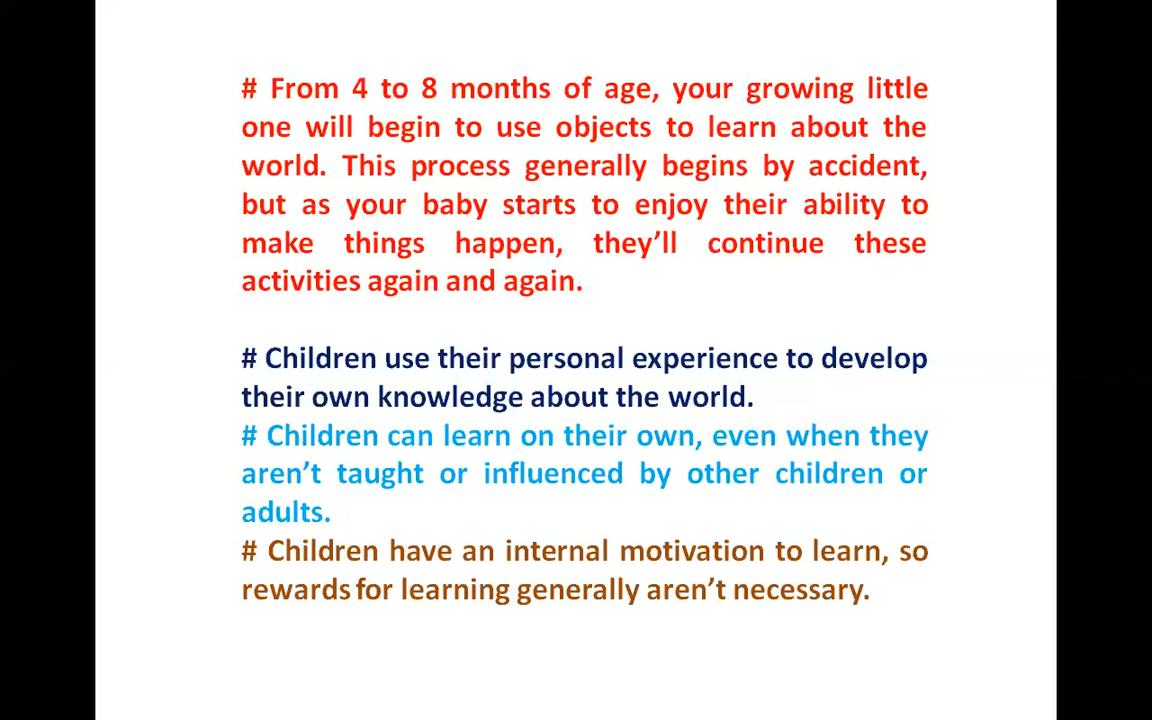 # From 4 to 8 months of age, your growing little
one will begin to use objects to learn about the
world. This process generally begins by accident,
but as your baby starts to enjoy their ability to
make things happen, they’ll continue these
activities again and again.
# Children use their personal experience to develop
their own knowledge about the world.
# Children can learn on their own, even when they
aren’t taught or influenced by other children or
adults.
# Children have an internal motivation to learn, so
rewards for learning generally aren’t necessary.